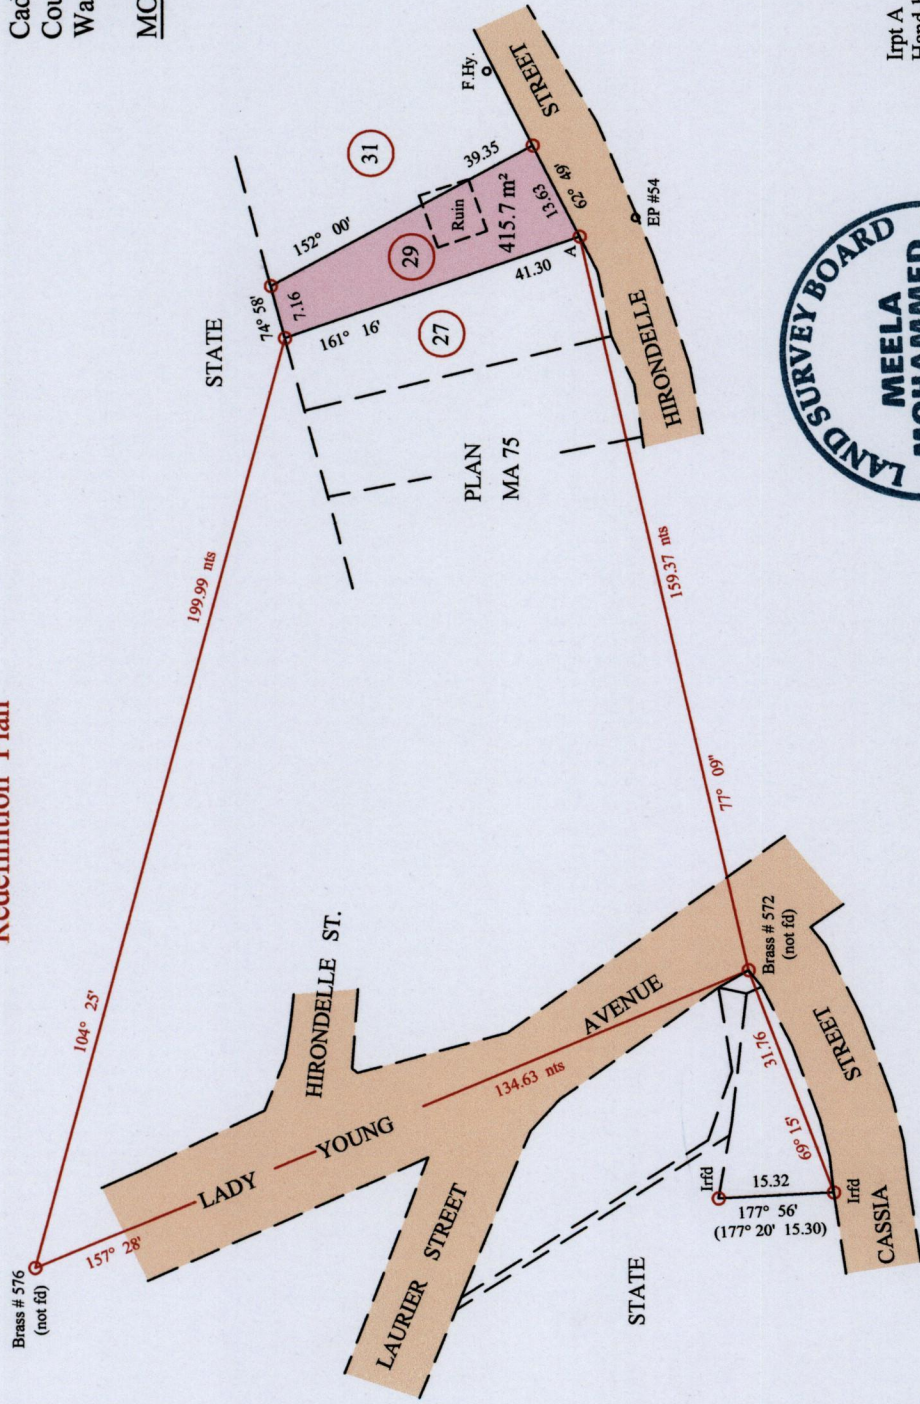 Redefinition Plan
Cad
Cou
Wa
MO
Brass # 576
(not fd)
104° 25'
199.99 nts
157° 28'
LADY YOUNG AVENUE
134.63 nts
HIRONDELLE ST.
LAURIER STREET
STATE
STATE
74° 58'
7.16
152° 00'
39.35
31
29
Ruin
415.7 m²
161° 16'
41.30
27
13.63
62° 49'
A
F.Hy.
HIRONDELLE STREET
EP #54
PLAN
MA 75
159.37 nts
77° 09"
Brass # 572
(not fd)
31.76
69° 15'
Irfd
15.32
177° 56'
(177° 20' 15.30)
Irfd
CASSIA STREET
LAND SURVEY BOARD
MEELA
MOHAMMED
Irpt A